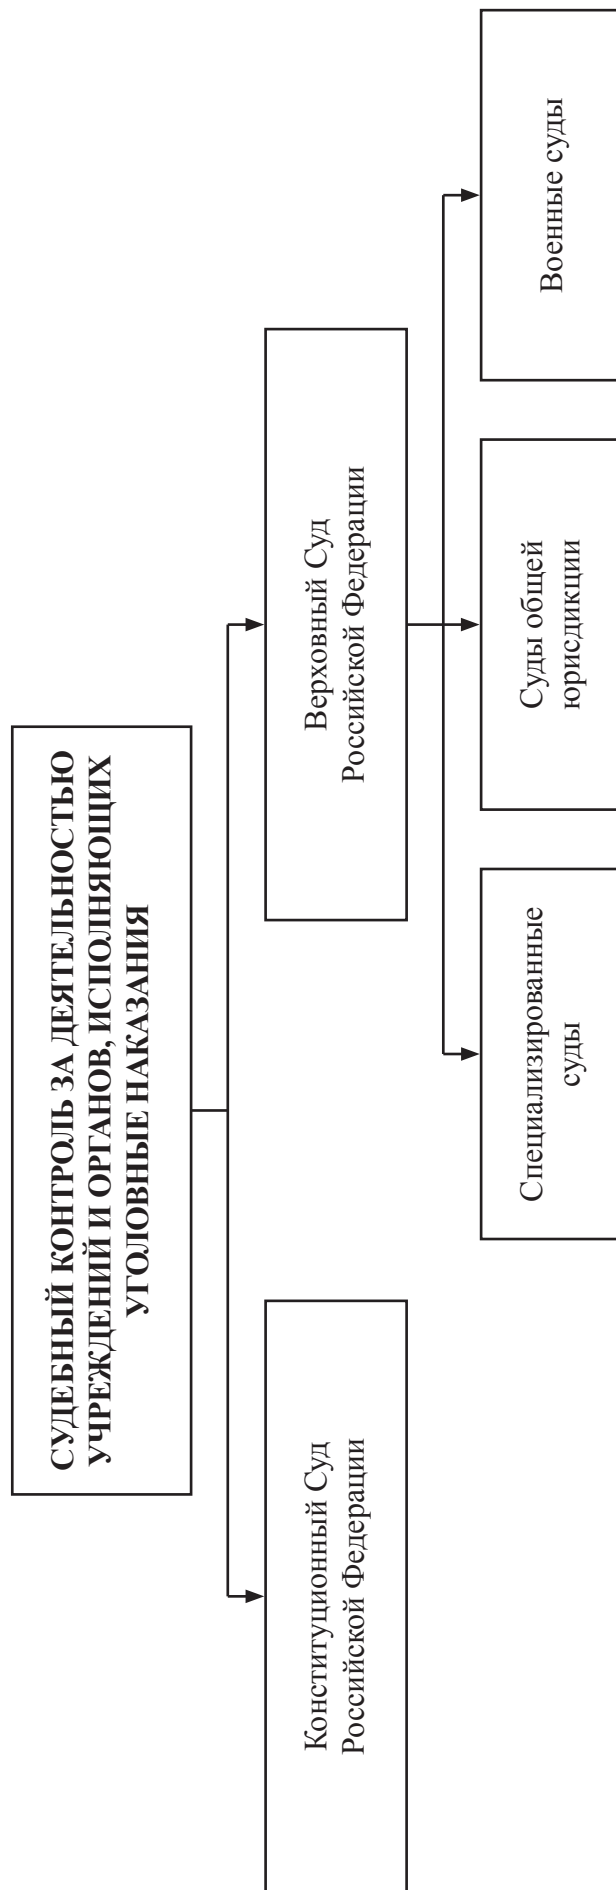 СУДЕБНЫЙ КОНТРОЛЬ ЗА ДЕЯТЕЛЬНОСТЬЮ
УЧРЕЖДЕНИЙ И ОРГАНОВ, ИСПОЛНЯЮЩИХ
УГОЛОВНЫЕ НАКАЗАНИЯ
Конституционный Суд
Российской Федерации
Верховный Суд
Российской Федерации
Специализированные
суды
Суды общей
юрисдикции
Военные суды